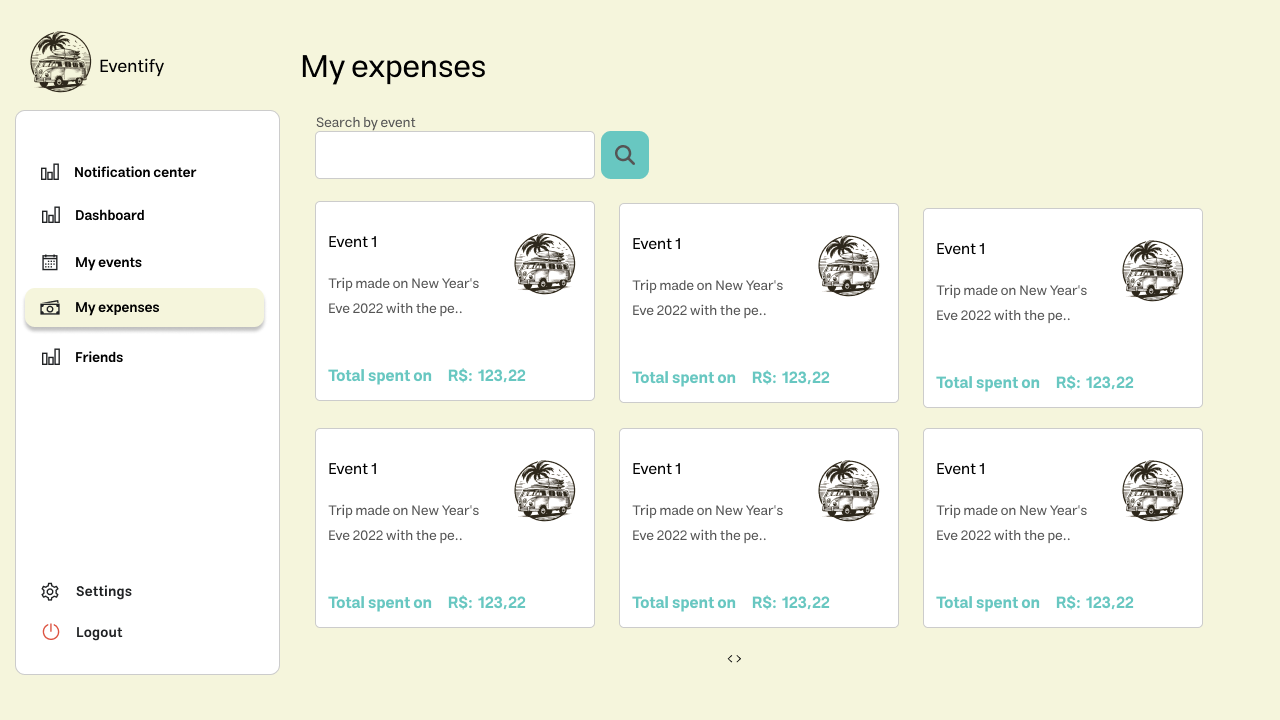 Eventify
My expenses
Notification center
Dashboard
My events
My expenses
Friends
Settings
Logout
Search by event
Event 1
Trip made on New Year's
Eve 2022 with the pe..
Total spent on R$: 123,22
Event 1
Trip made on New Year's
Eve 2022 with the pe..
Total spent on R$: 123,22
Event 1
Trip made on New Year's
Eve 2022 with the pe..
Total spent on R$: 123,22
Event 1
Trip made on New Year's
Eve 2022 with the pe..
Total spent on R$: 123,22
Event 1
Trip made on New Year's
Eve 2022 with the pe..
Total spent on R$: 123,22
Event 1
Trip made on New Year's
Eve 2022 with the pe..
Total spent on R$: 123,22
< >